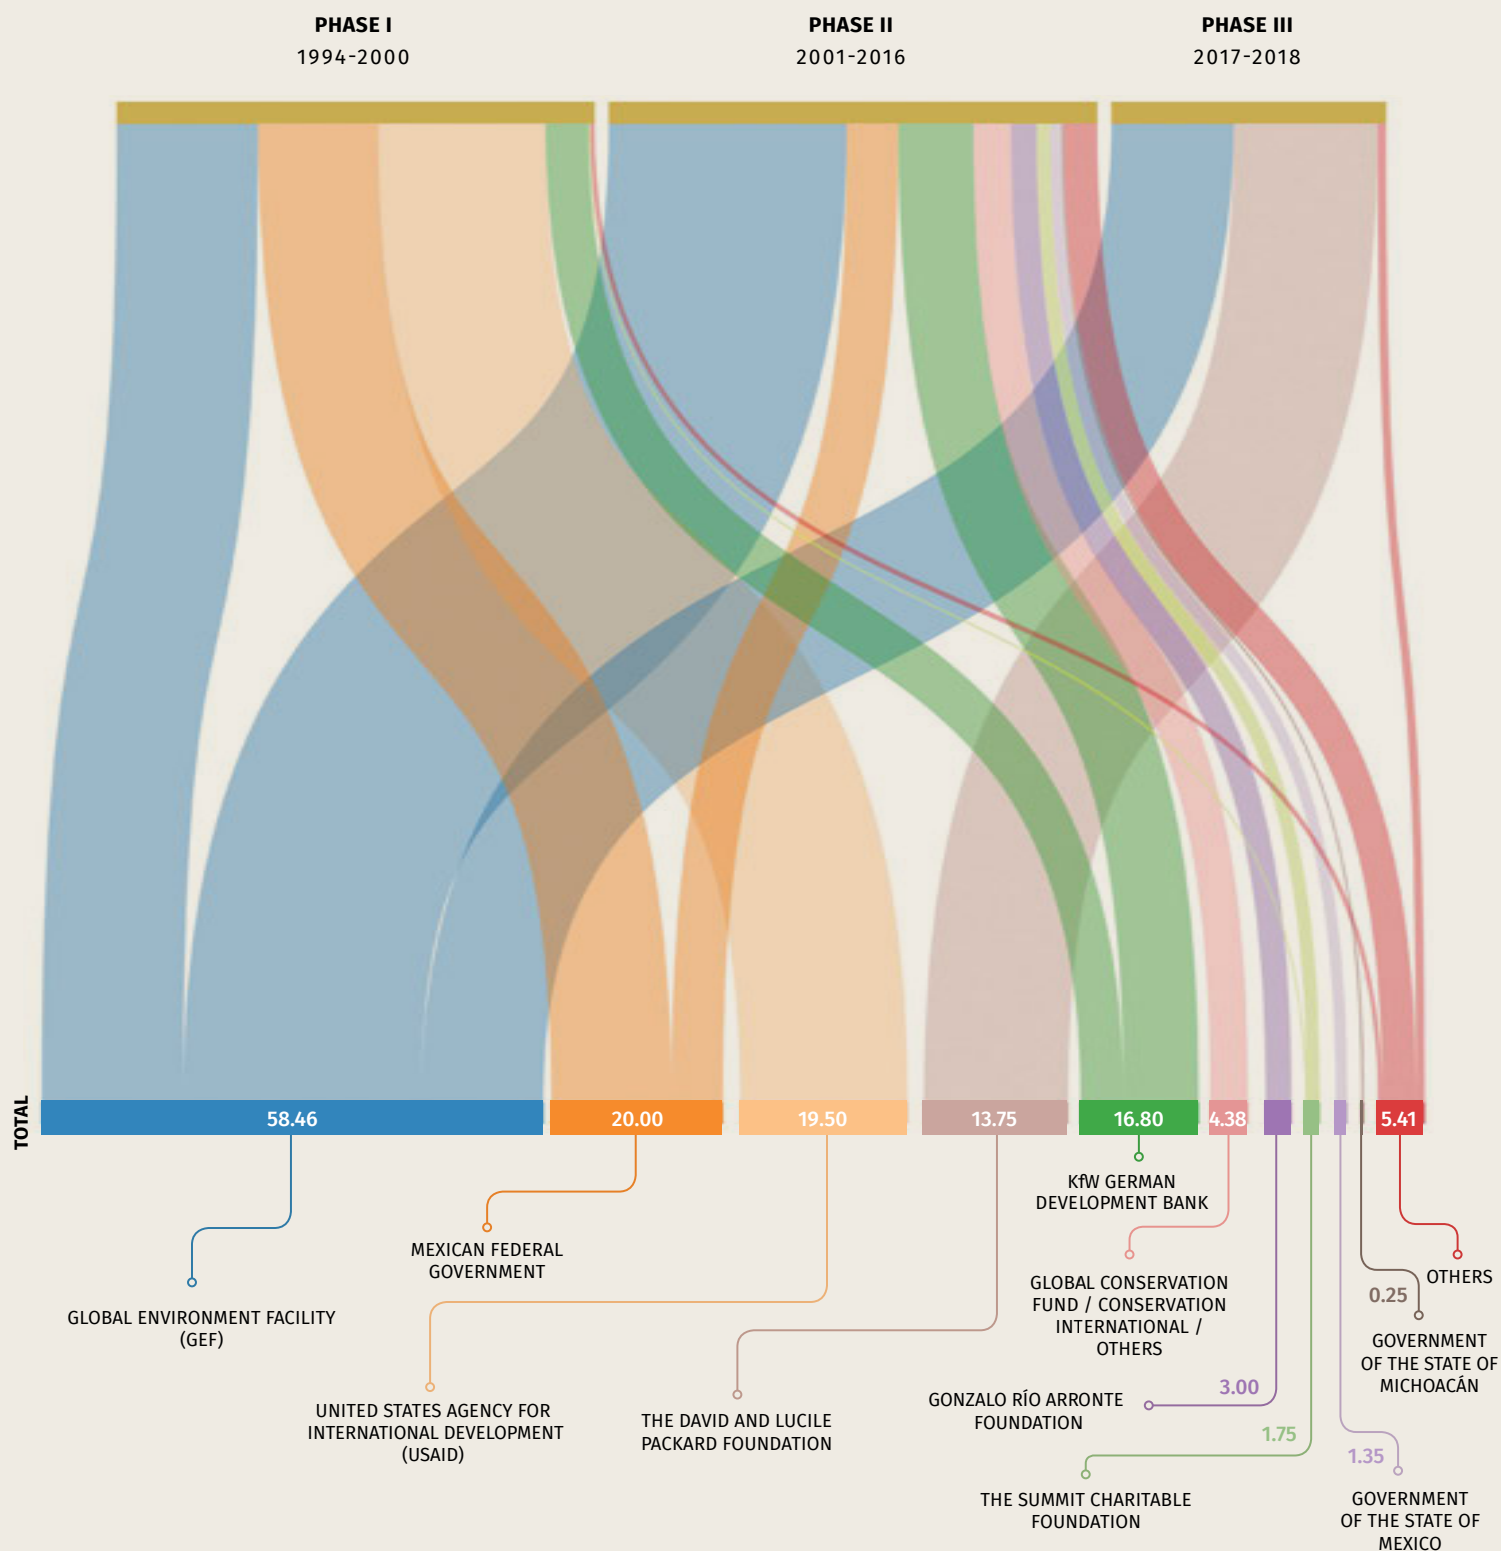 PHASE I
1994-2000
PHASE II
2001-2016
PHASE III
2017-2018
TOTAL
58.46
20.00
19.50
13.75
16.80
4.38
5.41
KfW GERMAN
DEVELOPMENT BANK
MEXICAN FEDERAL
GOVERNMENT
GLOBAL CONSERVATION
FUND / CONSERVATION
INTERNATIONAL /
OTHERS
OTHERS
0.25
GLOBAL ENVIRONMENT FACILITY
(GEF)
GOVERNMENT
OF THE STATE OF
MICHOACÁN
UNITED STATES AGENCY FOR
INTERNATIONAL DEVELOPMENT
(USAID)
THE DAVID AND LUCILE
PACKARD FOUNDATION
GONZALO RÍO ARRONTE
FOUNDATION
3.00
1.75
1.35
THE SUMMIT CHARITABLE
FOUNDATION
GOVERNMENT
OF THE STATE OF
MEXICO